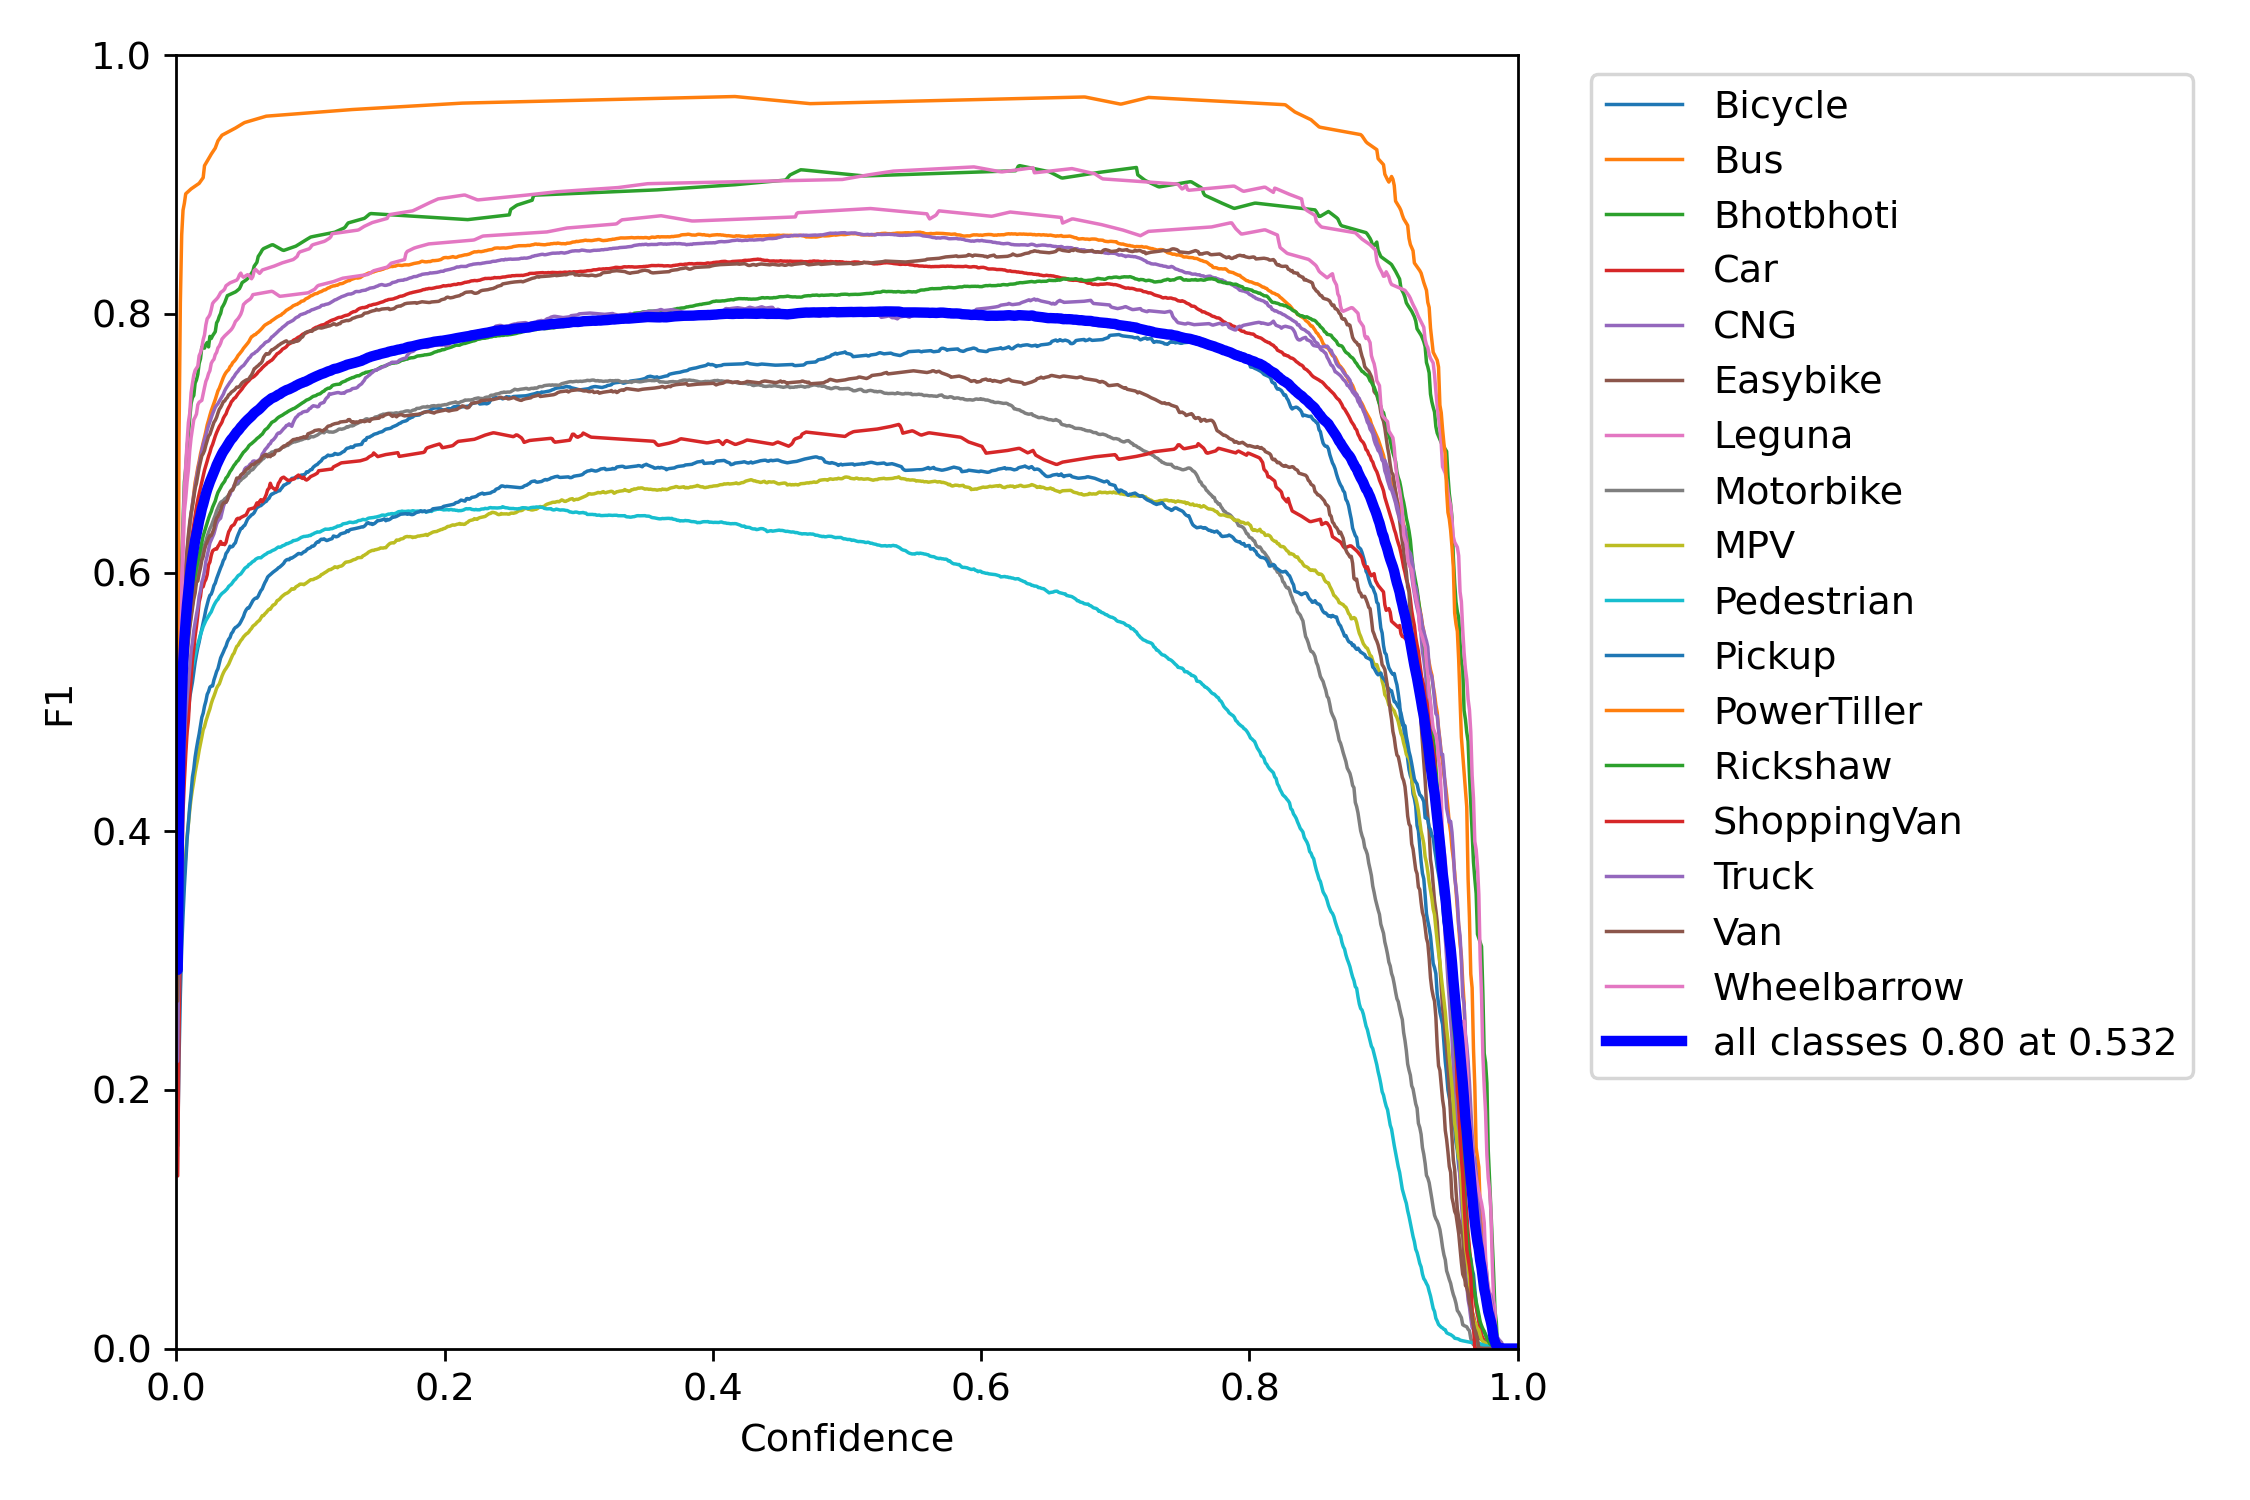 1.0
0.8
0.6
0.4
0.2
0.0
F1
0.0 0.2 0.4 0.6 0.8 1.0
Confidence
Bicycle
Bus
Bhotbhoti
Car
CNG
Easybike
Leguna
Motorbike
MPV
Pedestrian
Pickup
PowerTiller
Rickshaw
ShoppingVan
Truck
Van
Wheelbarrow
all classes 0.80 at 0.532